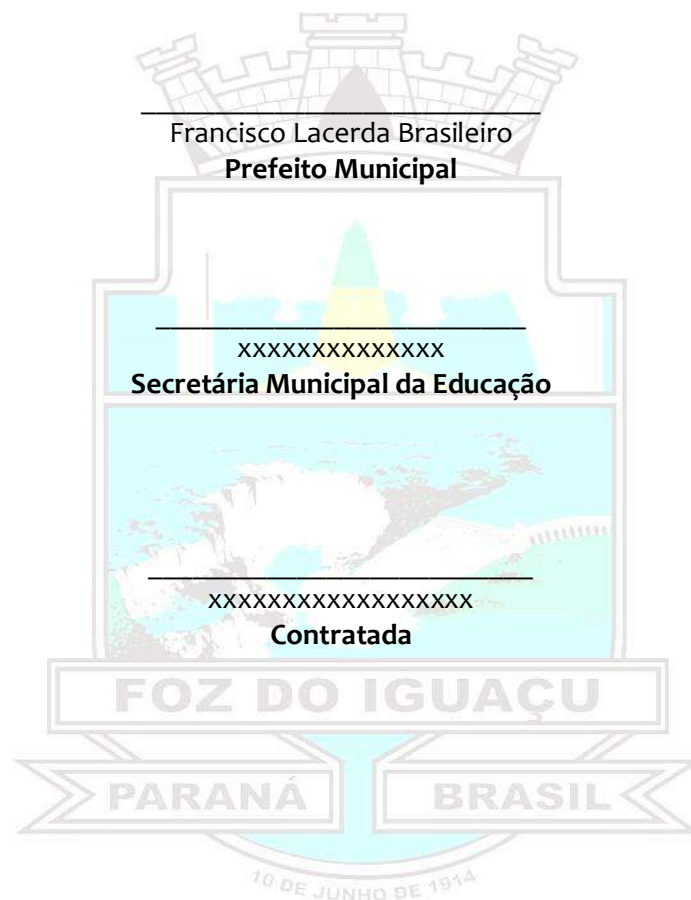 Francisco Lacerda Brasileiro
Prefeito Municipal
xxxxxxxxxxxxxx
Secretária Municipal da Educação
xxxxxxxxxxxxxxxxxx
Contratada
FOZ DO IGUAÇU
PARANÁ BRASIL
10 DE JUNHO DE 1914